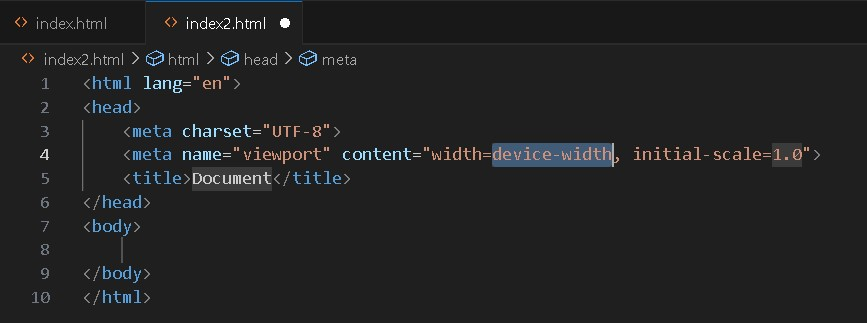 index.html index2.html
index2.html > html > head > meta
1 <html lang="en">
2 <head>
3 <meta charset="UTF-8">
4 <meta name="viewport" content="width=device-width, initial-scale=1.0">
5 <title>Document</title>
6 </head>
7 <body>
8
9 </body>
10 </html>